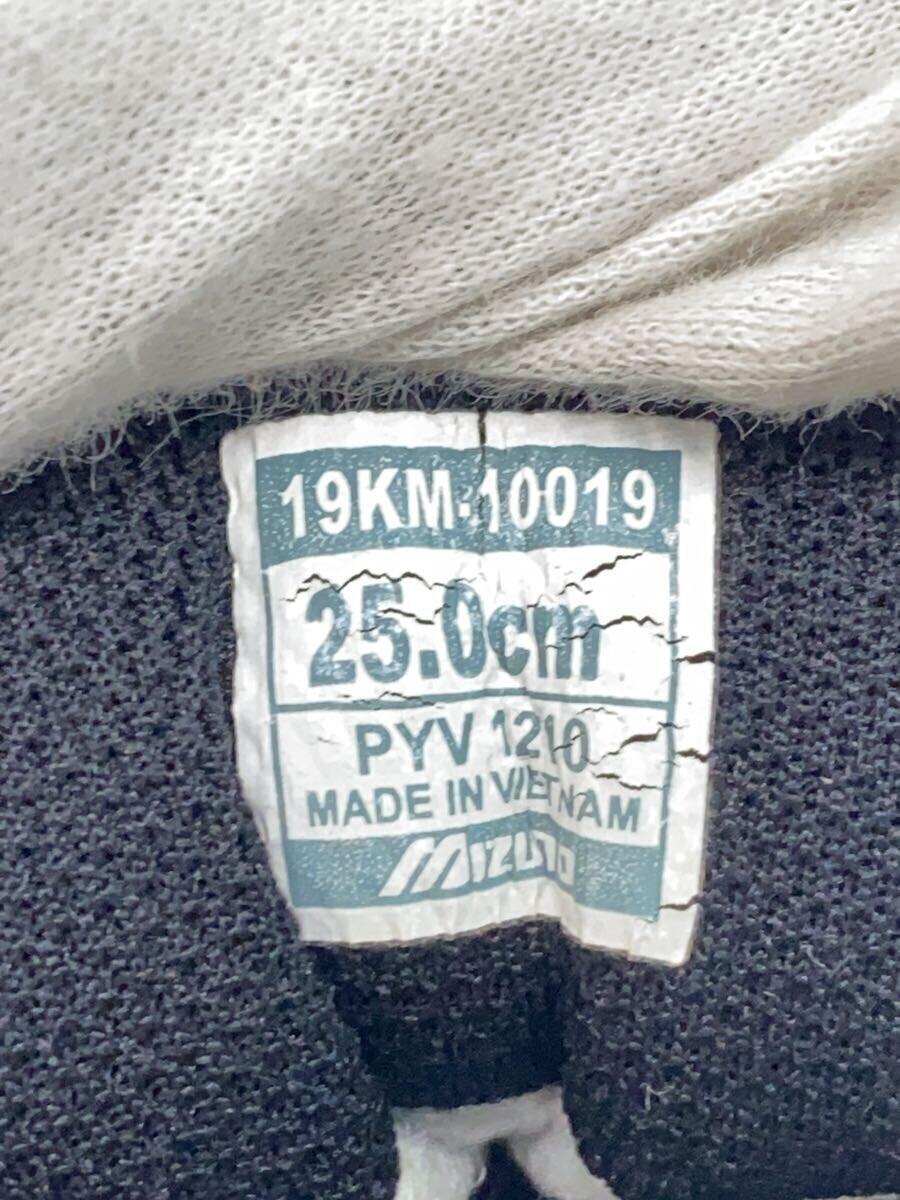 19KM-10019
25.0cm
PYV 1210
MADE IN VIETNAM
MIZUNO